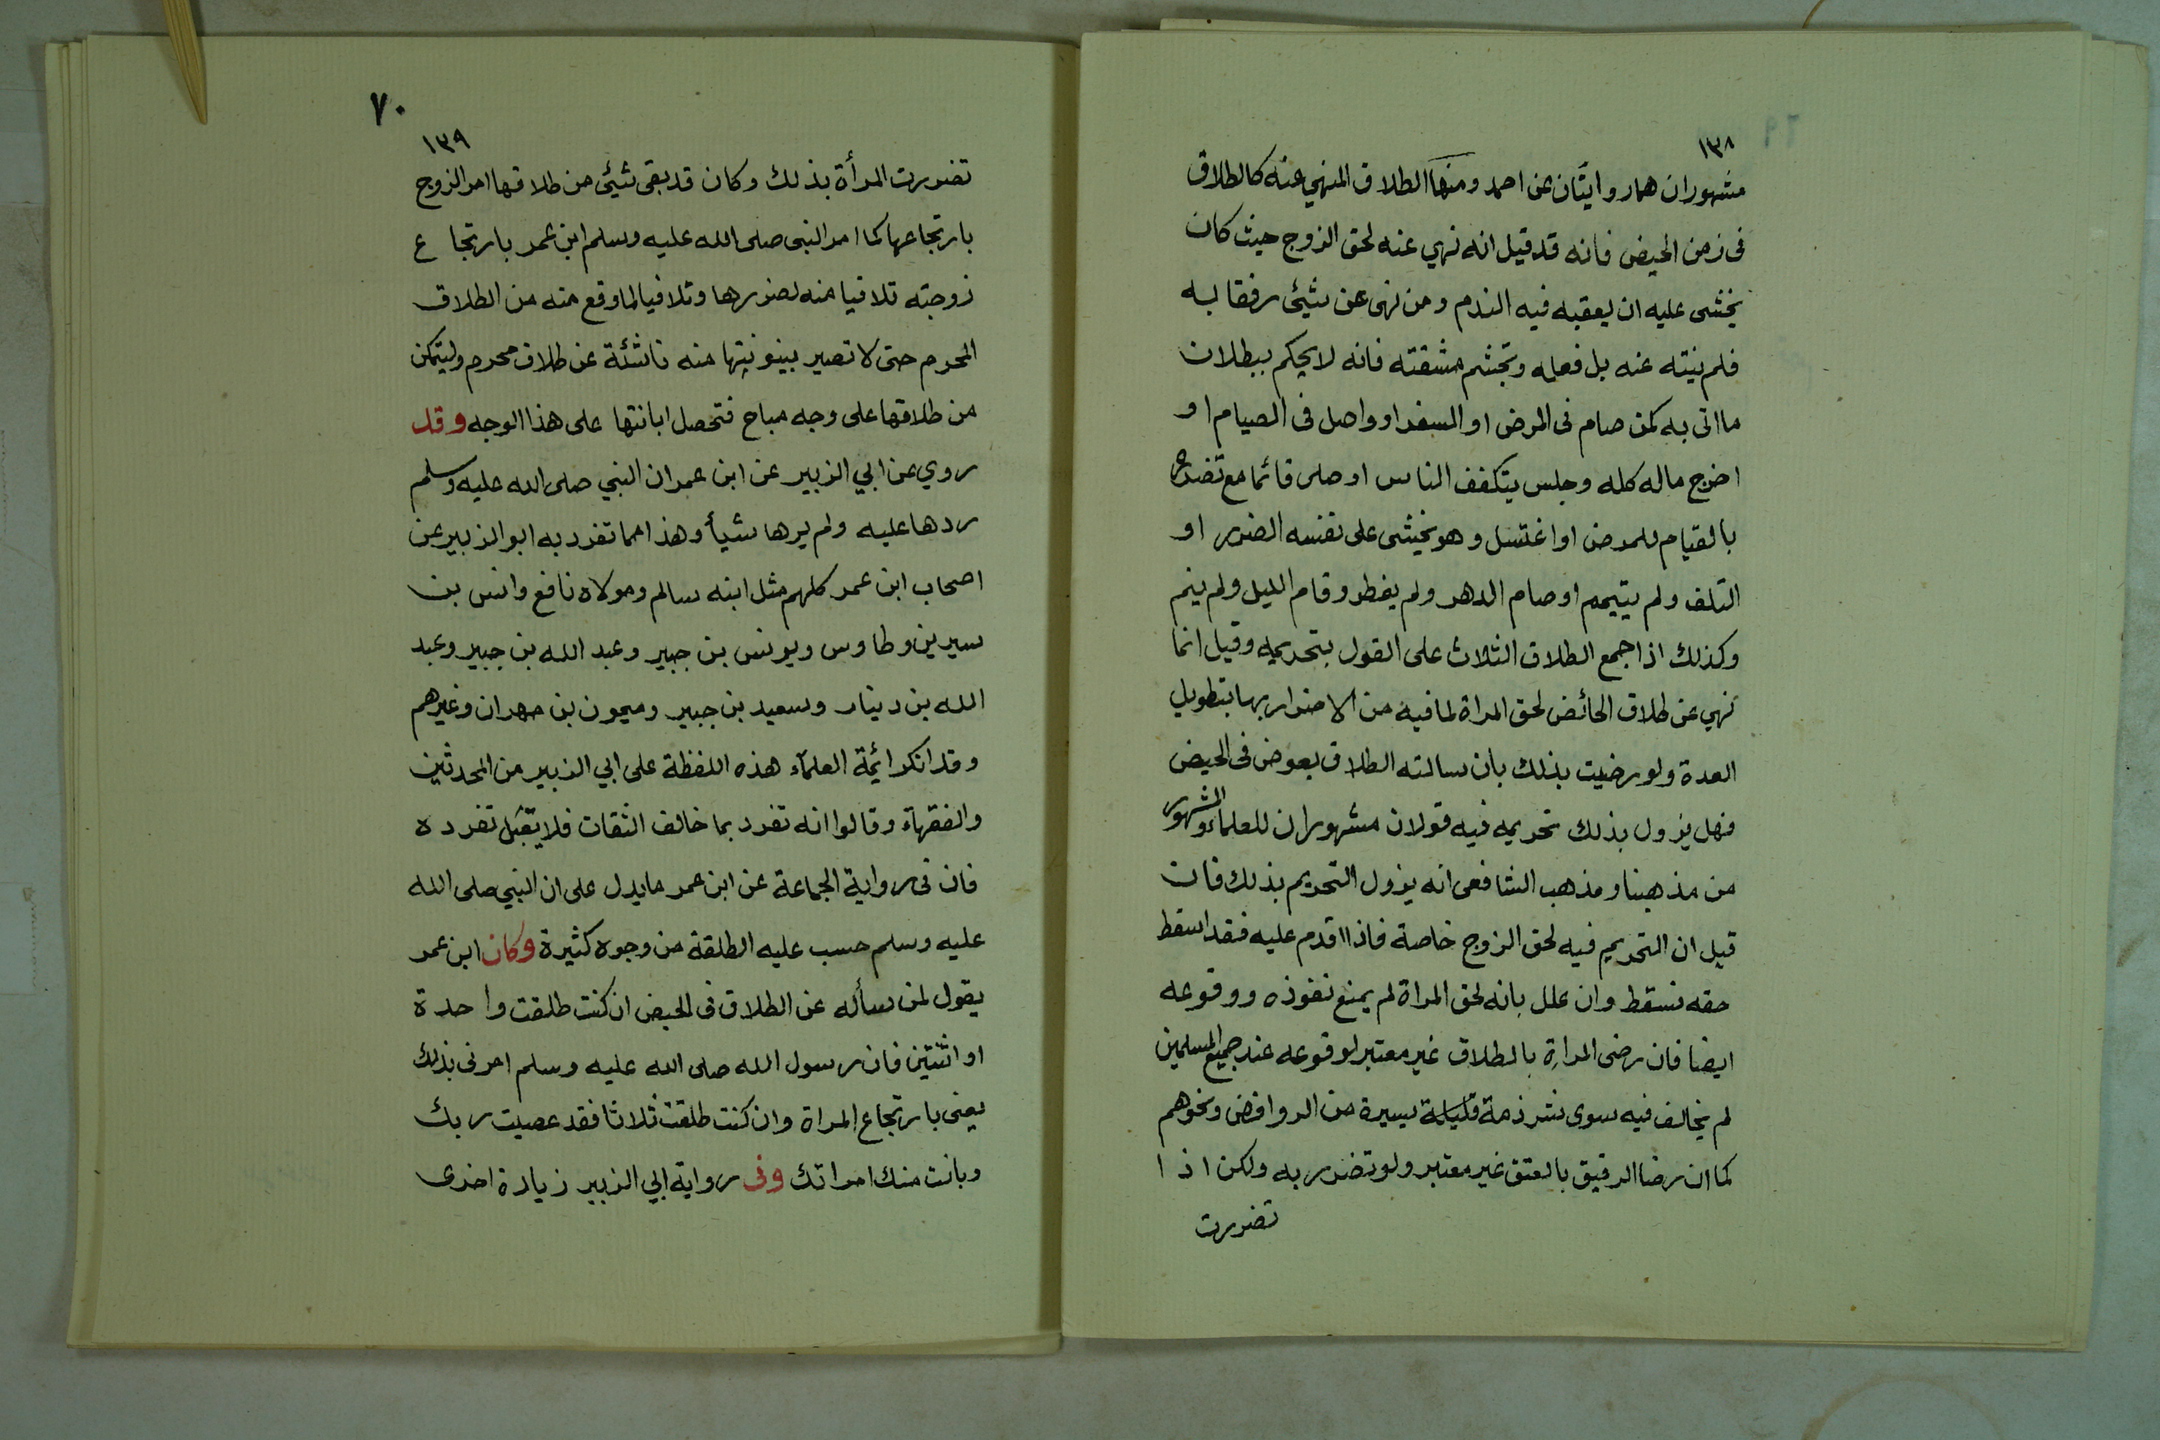 ١٣٨
مشهوران هما روايتان عن احمد ومنها الطلاق المنهي عنه كالطلاق
فى زمن الحيض فانه قد قيل انه نهي عنه لحق الزوج حيث كان
يخشى عليه ان يعقبه فيه الندم ومن نهى عن شيئ رفقا به
فلم ينته عنه بل فعله وتجشم مشقته فانه لا يحكم ببطلان
ما اتى به كمن صام فى المرض او السفر او واصل فى الصيام او
اخرج ماله كله وجلس يتكفف الناس او صلى قائما مع تضرره
بالقيام للمرض او اغتسل وهو يخشى على نفسه الضرر او
التلف ولم يتيمم او صام الدهر ولم يفطر وقام الليل ولم ينم
وكذلك اذا جمع الطلاق الثلاث على القول بتحريمه وقيل انما
نهي عن طلاق الحائض لحق المراة لما فيه من الاضرار بها بتطويل
العدة ولو رضيت بذلك بان سالته الطلاق بعوض فى الحيض
فهل يزول بذلك تحريمه فيه قولان مشهوران للعلماء والمشهور
من مذهبنا ومذهب الشافعى انه يزول التحريم بذلك فان
قيل ان التحريم فيه لحق الزوج خاصة فاذا اقدم عليه فقد اسقط
حقه فسقط وان علل بانه لحق المراة لم يمنع نفوذه ووقوعه
ايضا فان رضى المراة بالطلاق غير معتبر لوقوعه عند جميع المسلمين
لم يخالف فيه سوى شرذمة قليلة يسيرة من الروافض ونحوهم
كما ان رضا الرقيق بالعتق غير معتبر ولو تضرر به ولكن اذا
تضررت
٧٠
١٣٩
تضررت المرأة بذلك وكان قد بقى شيئ من طلاقها امر الزوج
بارتجاعها كما امر النبى صلى الله عليه وسلم ابن عمر بارتجاع
زوجته تلافيا منه لضررها وتلافيا لما وقع منه من الطلاق
المحرم حتى لا تصير بينونتها منه ناشئة عن طلاق محرم وليتمكن
من طلاقها على وجه مباح فتحصل ابانتها على هذا الوجه وقد
روي عن ابي الزبير عن ابن عمر ان النبي صلى الله عليه وسلم
ردها عليه ولم يرها شيأ وهذا مما تفرد به ابو الزبير عن
اصحاب ابن عمر كلهم مثل ابنه سالم ومولاه نافع وانس بن
سيرين وطاوس ويونس بن جبير وعبد الله بن جبير وعبد
الله بن دينار وسعيد بن جبير وميمون بن مهران وغيرهم
وقد انكر ائمة العلماء هذه اللفظة على ابي الزبير من المحدثين
والفقهاء وقالوا انه تفرد بما خالف الثقات فلا يقبل تفرده
فان فى رواية الجماعة عن ابن عمر ما يدل على ان النبي صلى الله
عليه وسلم حسب عليه الطلقة من وجوه كثيرة وكان ابن عمر
يقول لمن سأله عن الطلاق فى الحيض ان كنت طلقت واحدة
او اثنتين فان رسول الله صلى الله عليه وسلم امرنى بذلك
يعنى بارتجاع المراة وان كنت طلقت ثلاثا فقد عصيت ربك
وبانت منك امراتك وفى رواية ابي الزبير زيادة اخرى